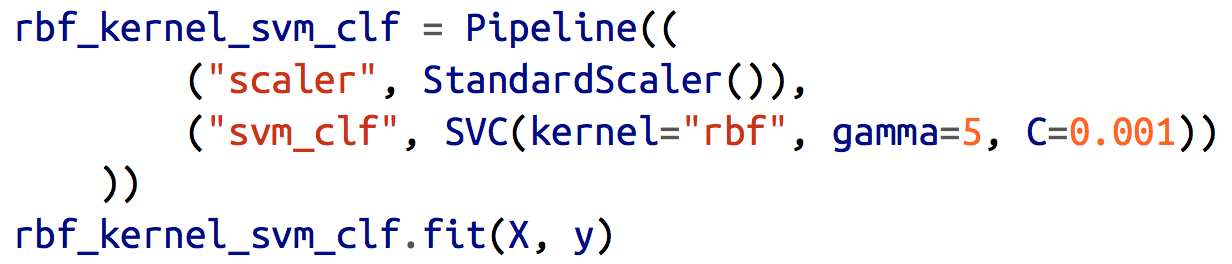 rbf_kernel_svm_clf = Pipeline((
        ("scaler", StandardScaler()),
        ("svm_clf", SVC(kernel="rbf", gamma=5, C=0.001))
    ))
rbf_kernel_svm_clf.fit(X, y)